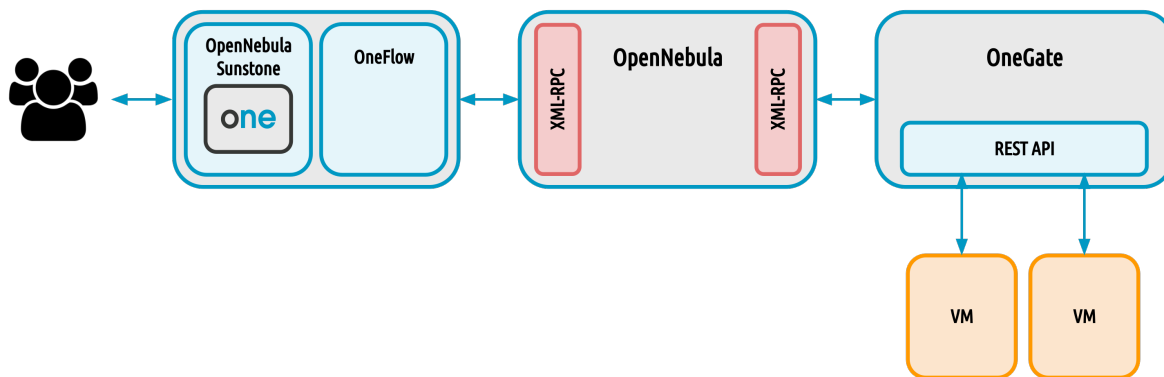 OpenNebula
Sunstone
one
OneFlow
XML-RPC
OpenNebula
XML-RPC
OneGate
REST API
VM
VM